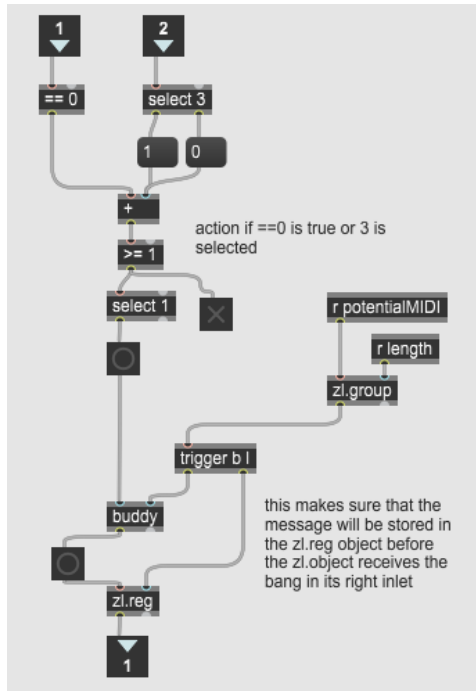 1
2
== 0
select 3
1
0
+
action if ==0 is true or 3 is
selected
>= 1
select 1
r potentialMIDI
r length
zl.group
trigger b l
buddy
this makes sure that the
message will be stored in
the zl.reg object before
the zl.object receives the
bang in its right inlet
zl.reg
1